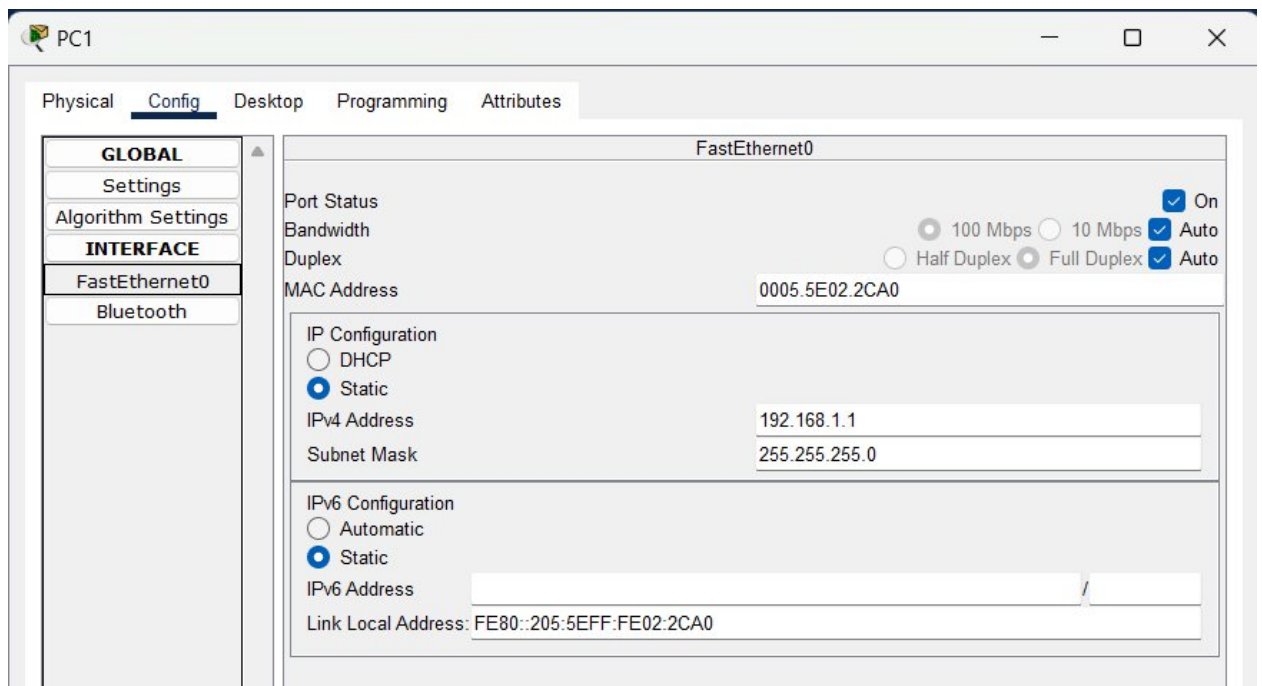 PC1
Physical Config Desktop Programming Attributes
GLOBAL
Settings
Algorithm Settings
INTERFACE
FastEthernet0
Bluetooth
FastEthernet0
Port Status On
Bandwidth 100 Mbps 10 Mbps Auto
Duplex Half Duplex Full Duplex Auto
MAC Address 0005.5E02.2CA0
IP Configuration
DHCP
Static
IPv4 Address 192.168.1.1
Subnet Mask 255.255.255.0
IPv6 Configuration
Automatic
Static
IPv6 Address /
Link Local Address: FE80::205:5EFF:FE02:2CA0